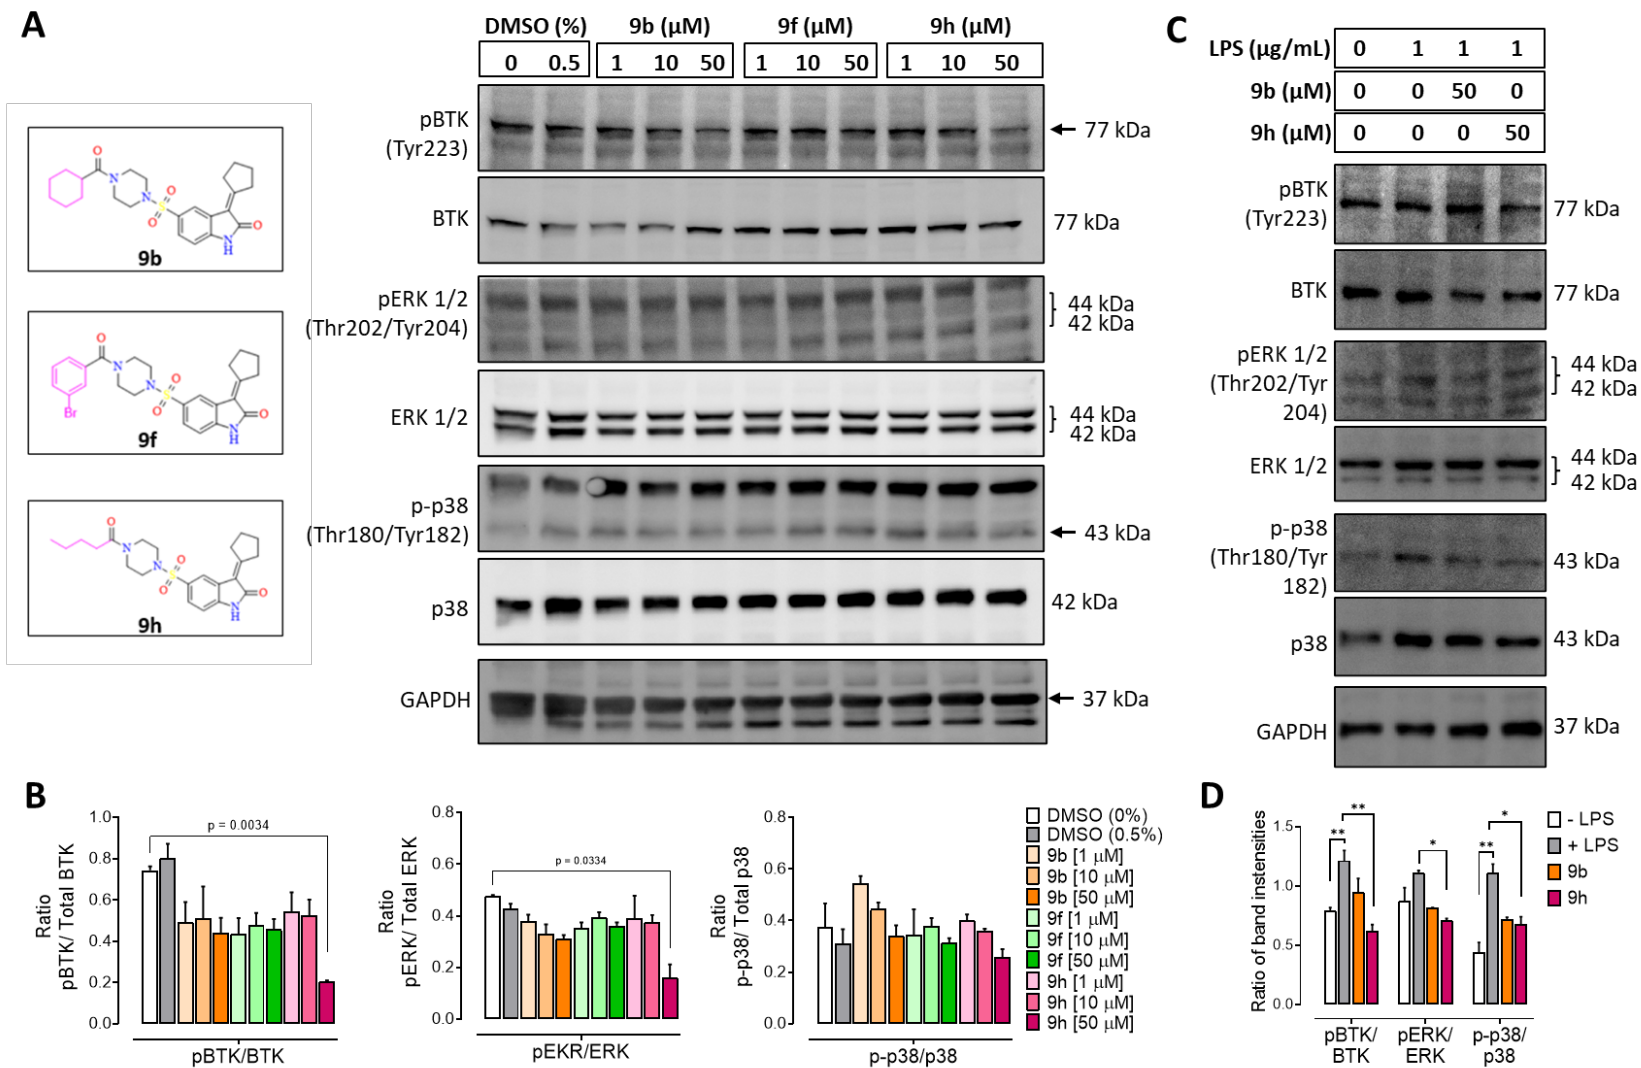 A
DMSO (%) 9b (µM) 9f (µM) 9h (µM)
0 0.5 1 10 50 1 10 50 1 10 50
pBTK
(Tyr223)
77 kDa
BTK
77 kDa
pERK 1/2
(Thr202/Tyr204)
44 kDa
42 kDa
ERK 1/2
44 kDa
42 kDa
p-p38
(Thr180/Tyr182)
43 kDa
p38
42 kDa
GAPDH
37 kDa
O
N
N
O
S
O
O
N
H
9b
O
N
N
O
S
O
Br
O
N
H
9f
O
N
N
O
S
O
O
N
H
9h
C
LPS (µg/mL) 0 1 1 1
9b (µM) 0 0 50 0
9h (µM) 0 0 0 50
pBTK
(Tyr223)
77 kDa
BTK
77 kDa
pERK 1/2
(Thr202/Tyr
204)
44 kDa
42 kDa
ERK 1/2
44 kDa
42 kDa
p-p38
(Thr180/Tyr
182)
43 kDa
p38
43 kDa
GAPDH
37 kDa
B
Ratio
pBTK/ Total BTK
1.0
0.8
0.6
0.4
0.2
0.0
p = 0.0034
pBTK/BTK
Ratio
pERK/ Total ERK
0.8
0.6
0.4
0.2
0.0
p = 0.0334
pEKR/ERK
Ratio
p-p38/ Total p38
0.8
0.6
0.4
0.2
0.0
p-p38/p38
DMSO (0%)
DMSO (0.5%)
9b [1 µM]
9b [10 µM]
9b [50 µM]
9f [1 µM]
9f [10 µM]
9f [50 µM]
9h [1 µM]
9h [10 µM]
9h [50 µM]
D
Ratio of band instensities
1.5
1.0
0.5
0.0
** **
*
** *
pBTK/
BTK
pERK/
ERK
p-p38/
p38
- LPS
+ LPS
9b
9h